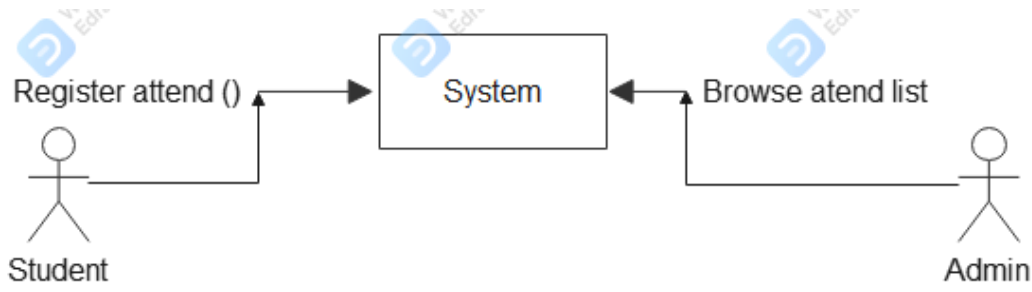 Register attend ()
System
Browse atend list
Student
Admin